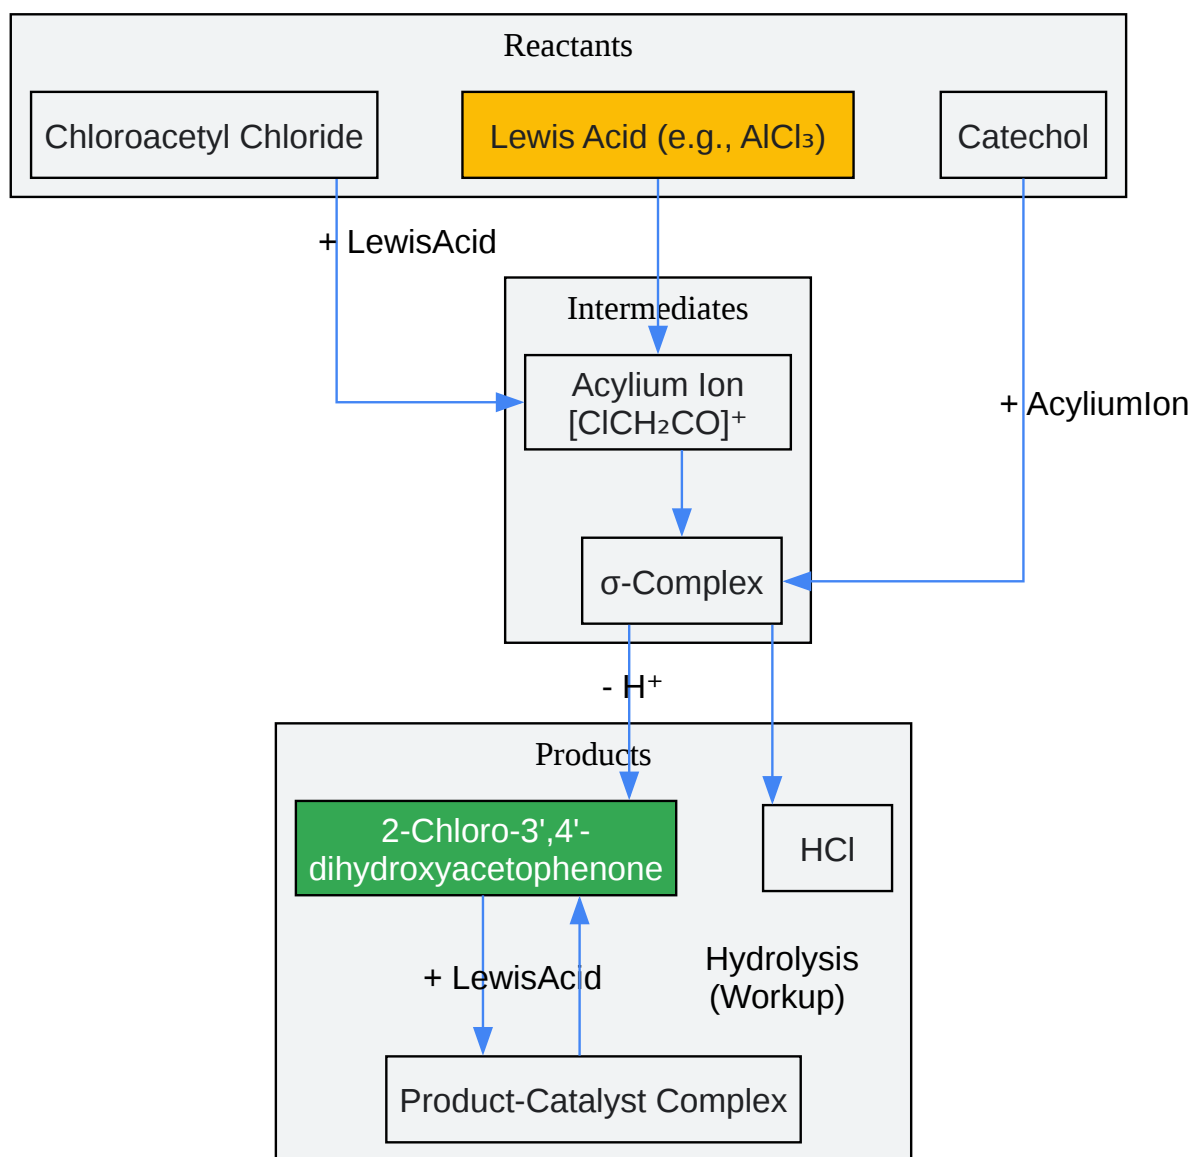 Reactants
Chloroacetyl Chloride
Lewis Acid (e.g., AlCl₃)
Catechol
+ LewisAcid
Intermediates
Acylium Ion
[ClCH₂CO]⁺
+ AcyliumIon
σ-Complex
- H⁺
Products
2-Chloro-3',4'-
dihydroxyacetophenone
HCl
+ LewisAcid
Hydrolysis
(Workup)
Product-Catalyst Complex